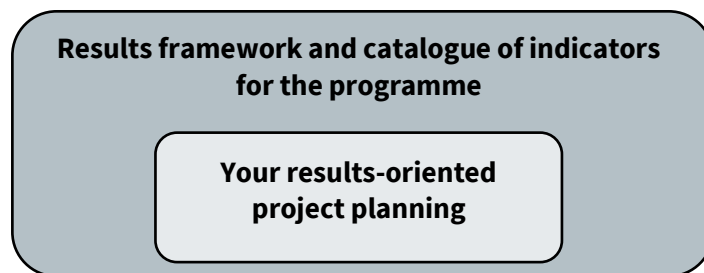 Results framework and catalogue of indicators
for the programme
Your results-oriented
project planning